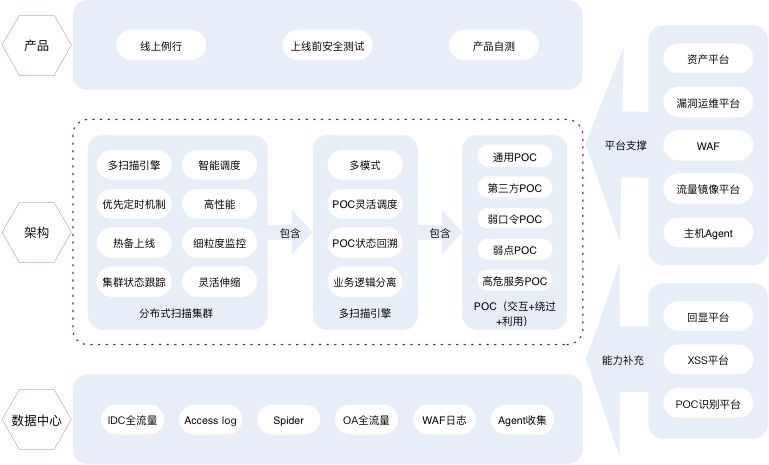 产品
线上例行
上线前安全测试
产品自测
架构
多扫描引擎
智能调度
优先定时机制
高性能
热备上线
细粒度监控
集群状态跟踪
灵活伸缩
分布式扫描集群
包含
多模式
POC灵活调度
POC状态回溯
业务逻辑分离
多扫描引擎
包含
通用POC
第三方POC
弱口令POC
弱点POC
高危服务POC
POC（交互+绕过
+利用）
数据中心
IDC全流量
Access log
Spider
OA全流量
WAF日志
Agent收集
平台支撑
资产平台
漏洞运维平台
WAF
流量镜像平台
主机Agent
能力补充
回显平台
XSS平台
POC识别平台